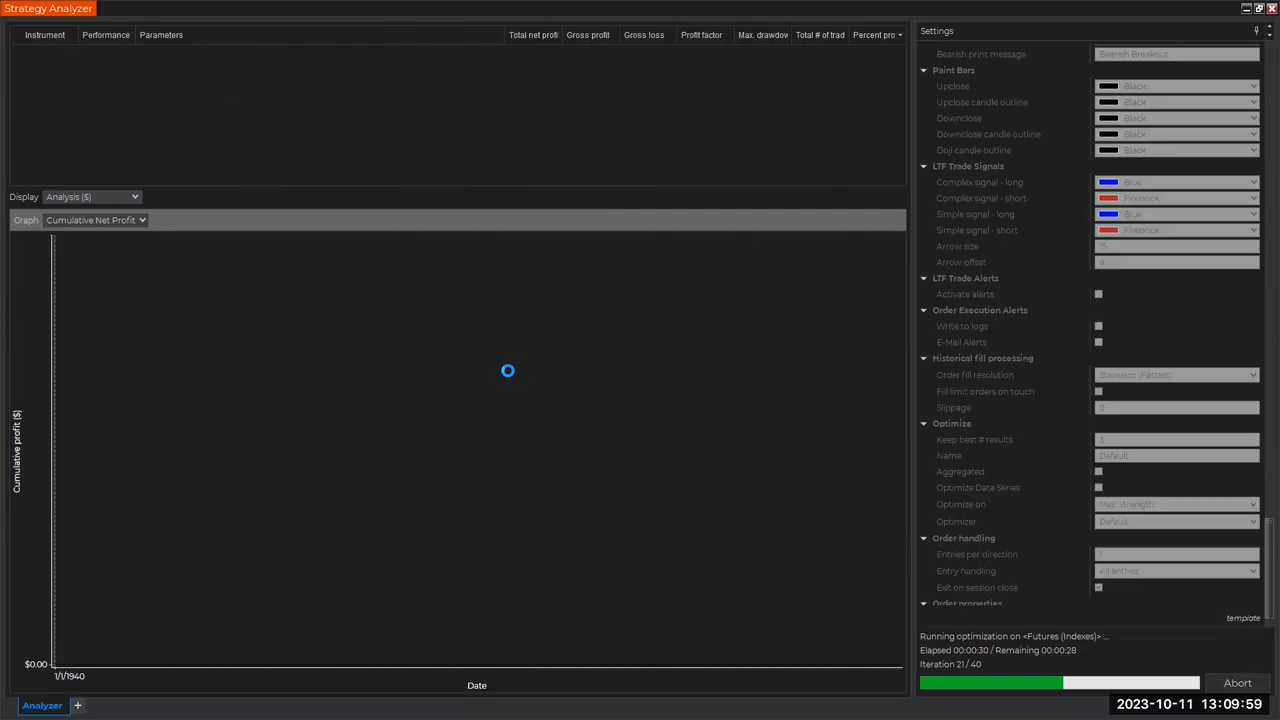 Strategy Analyzer
Instrument Performance Parameters Total net profi Gross profit Gross loss Profit factor Max. drawdow Total # of trad Percent pro
Display Analysis ($)
Graph Cumulative Net Profit
Cumulative profit ($)
$0.00
1/1/1940
Date
Analyzer +
Settings
Bearish print message Bearish Breakout
Paint Bars
Upclose Black
Upclose candle outline Black
Downclose Black
Downclose candle outline Black
Doji candle outline Black
LTF Trade Signals
Complex signal - long Blue
Complex signal - short Firebrick
Simple signal - long Blue
Simple signal - short Firebrick
Arrow size 15
Arrow offset 8
LTF Trade Alerts
Activate alerts
Order Execution Alerts
Write to logs
E-Mail Alerts
Historical fill processing
Order fill resolution Standard (Fastest)
Fill limit orders on touch
Slippage 0
Optimize
Keep best # results 3
Name Default
Aggregated
Optimize Data Series
Optimize on Max. strength
Optimizer Default
Order handling
Entries per direction 1
Entry handling All entries
Exit on session close
Order properties
template
Running optimization on <Futures (Indexes)> ...
Elapsed 00:00:30 / Remaining 00:00:28
Iteration 21 / 40
Abort
2023-10-11 13:09:59